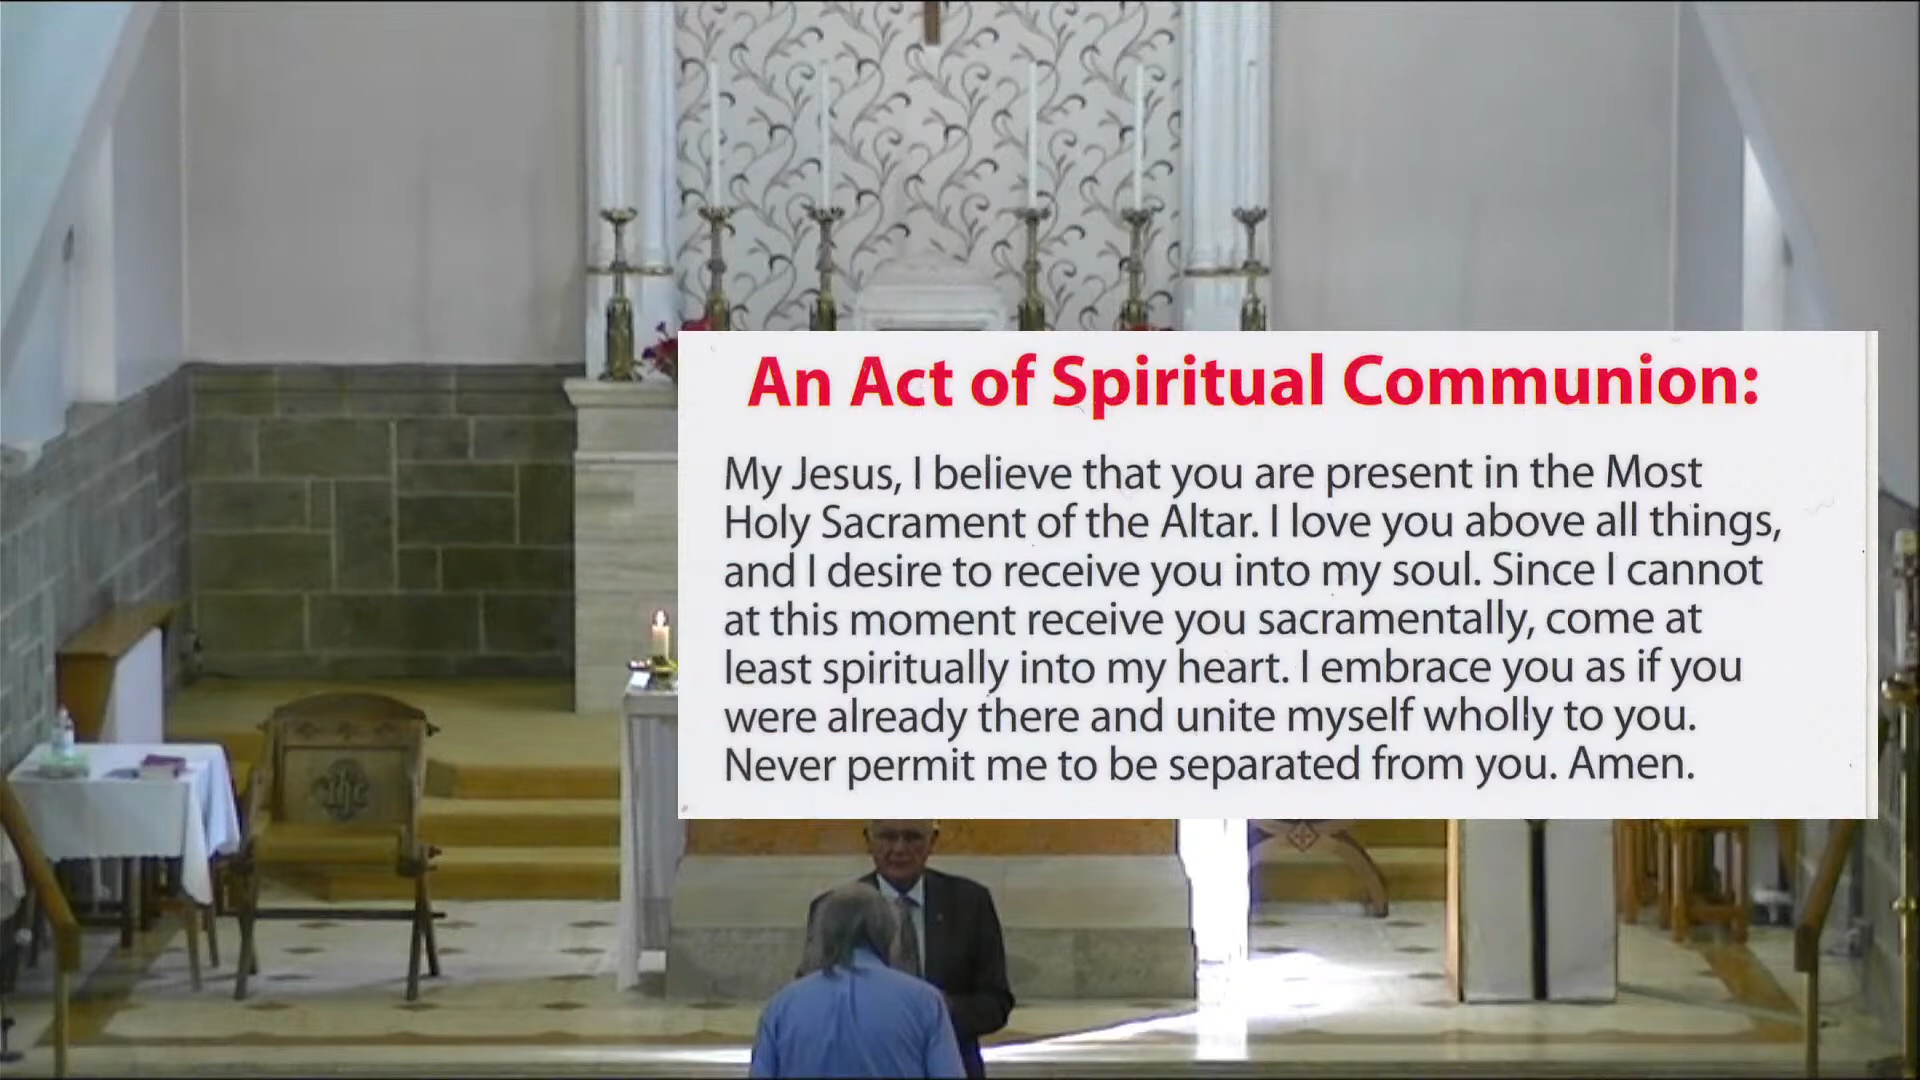 An Act of Spiritual Communion:
My Jesus, I believe that you are present in the Most
Holy Sacrament of the Altar. I love you above all things,
and I desire to receive you into my soul. Since I cannot
at this moment receive you sacramentally, come at
least spiritually into my heart. I embrace you as if you
were already there and unite myself wholly to you.
Never permit me to be separated from you. Amen.
IHC